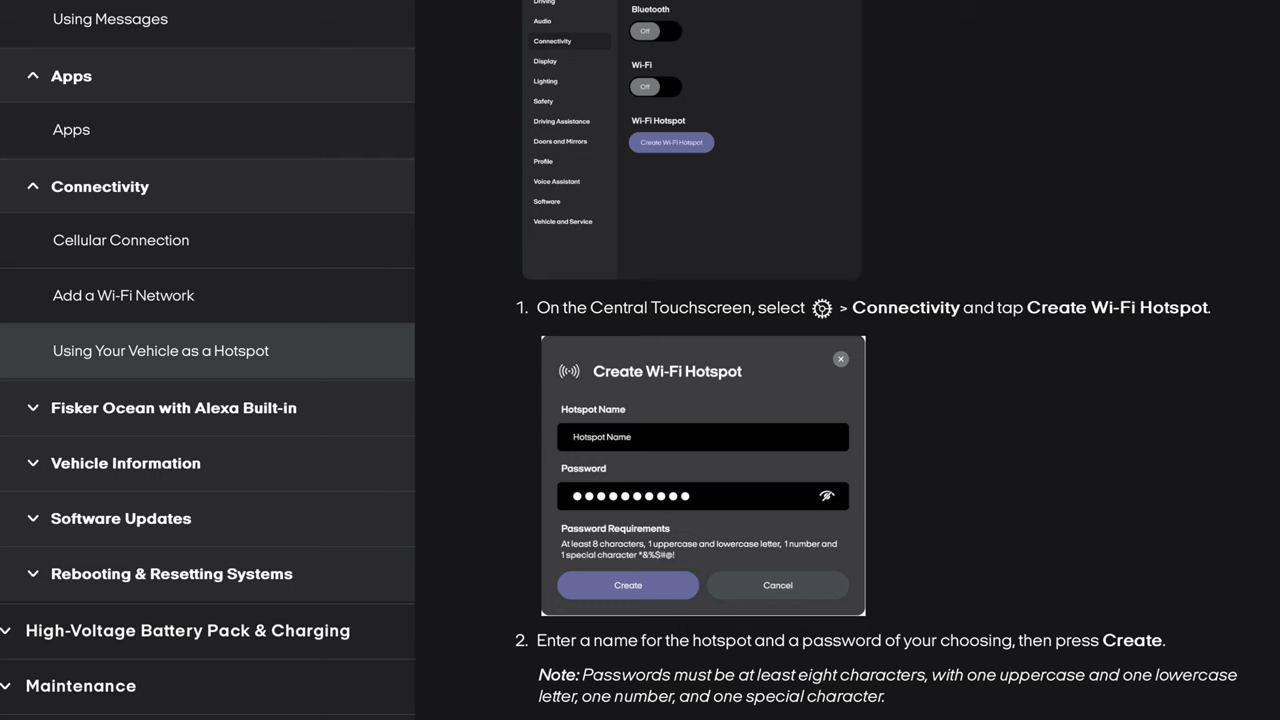 Using Messages
Apps
Apps
Connectivity
Cellular Connection
Add a Wi-Fi Network
Using Your Vehicle as a Hotspot
Fisker Ocean with Alexa Built-in
Vehicle Information
Software Updates
Rebooting & Resetting Systems
High-Voltage Battery Pack & Charging
Maintenance
Driving
Audio
Connectivity
Display
Lighting
Safety
Driving Assistance
Doors and Mirrors
Profile
Voice Assistant
Software
Vehicle and Service
Bluetooth
Off
Wi-Fi
Off
Wi-Fi Hotspot
Create Wi-Fi Hotspot
1. On the Central Touchscreen, select > Connectivity and tap Create Wi-Fi Hotspot.
Create Wi-Fi Hotspot
Hotspot Name
Hotspot Name
Password
Password Requirements
At least 8 characters, 1 uppercase and lowercase letter, 1 number and
1 special character *&%$#@!
Create
Cancel
2. Enter a name for the hotspot and a password of your choosing, then press Create.
Note: Passwords must be at least eight characters, with one uppercase and one lowercase
letter, one number, and one special character.